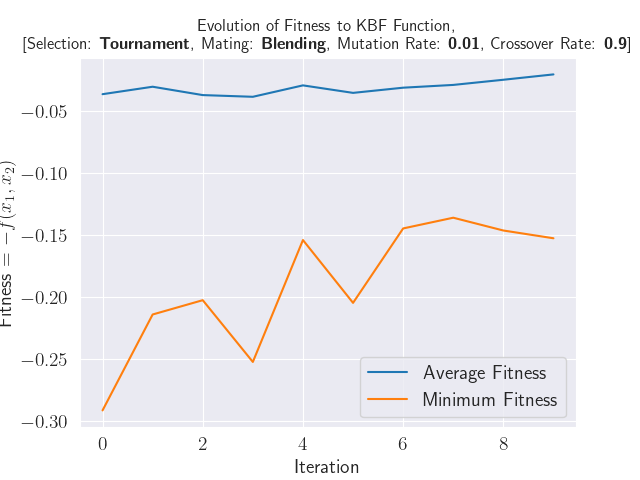 Evolution of Fitness to KBF Function,
[Selection: Tournament, Mating: Blending, Mutation Rate: 0.01, Crossover Rate: 0.9]
Fitness = −f(x₁, x₂)
−0.05
−0.10
−0.15
−0.20
−0.25
−0.30
Average Fitness
Minimum Fitness
0 2 4 6 8
Iteration